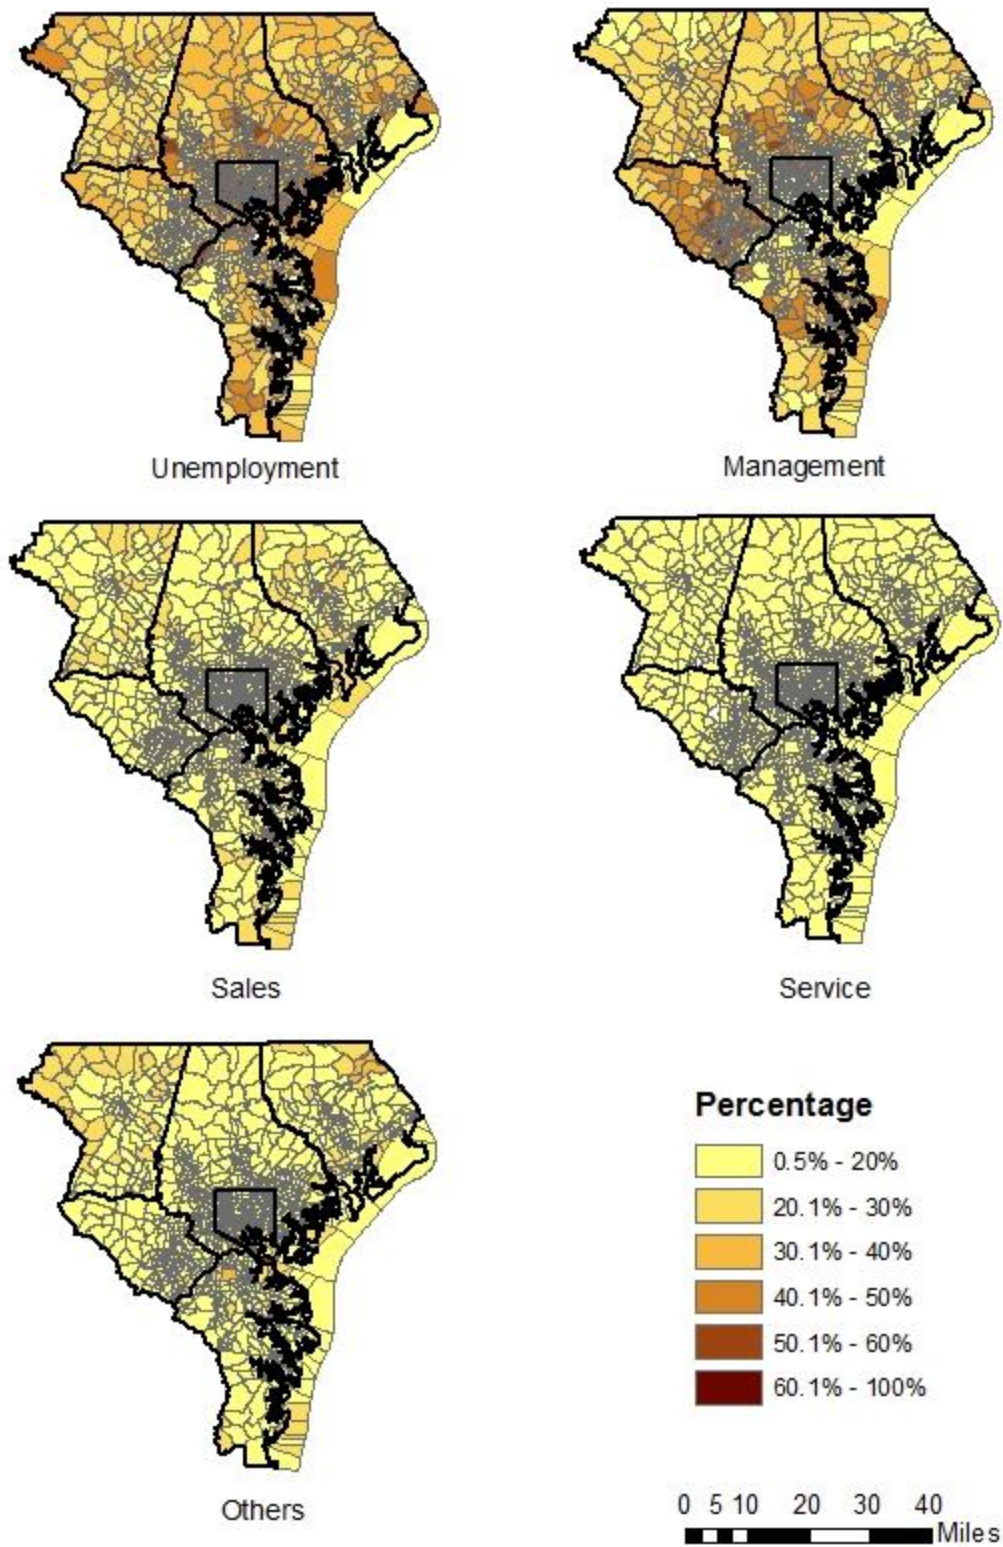 Unemployment
Management
Sales
Service
Others
Percentage
0.5% - 20%
20.1% - 30%
30.1% - 40%
40.1% - 50%
50.1% - 60%
60.1% - 100%
0 5 10 20 30 40
Miles